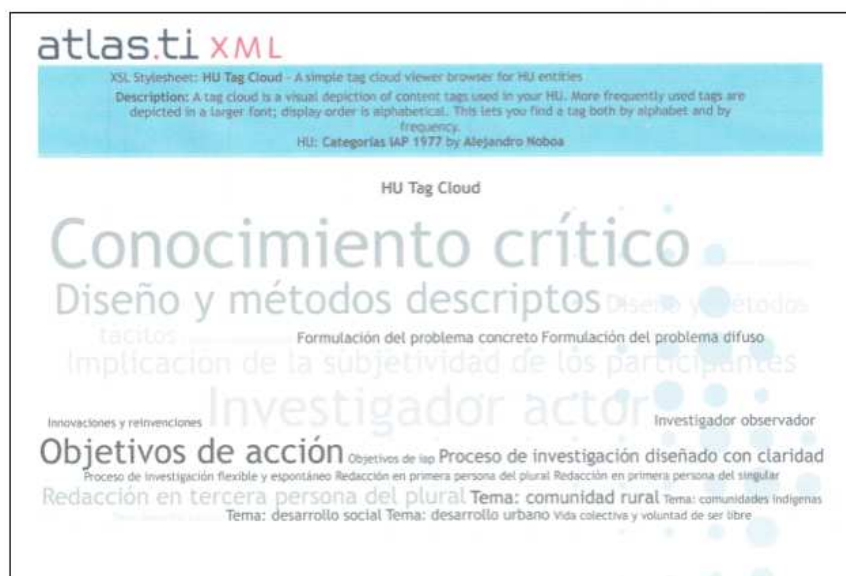 atlas.ti XML
XSL Stylesheet: HU Tag Cloud - A simple tag cloud viewer browser for HU entities
Description: A tag cloud is a visual depiction of content tags used in your HU. More frequently used tags are
depicted in a larger font; display order is alphabetical. This lets you find a tag both by alphabet and by
frequency.
HU: Categorías IAP 1977 by Alejandro Noboa
HU Tag Cloud
Conocimiento crítico
Diseño y métodos descriptos Diseño y métodos
tácitos Formulación del problema concreto Formulación del problema difuso
Implicación de la subjetividad de los participantes
Innovaciones y reinvenciones Investigador actor Investigador observador
Objetivos de acción Objetivos de iap Proceso de investigación diseñado con claridad
Proceso de investigación flexible y espontáneo Redacción en primera persona del plural Redacción en primera persona del singular
Redacción en tercera persona del plural Tema: comunidad rural Tema: comunidades indígenas
Tema: desarrollo social Tema: desarrollo urbano Vida colectiva y voluntad de ser libre